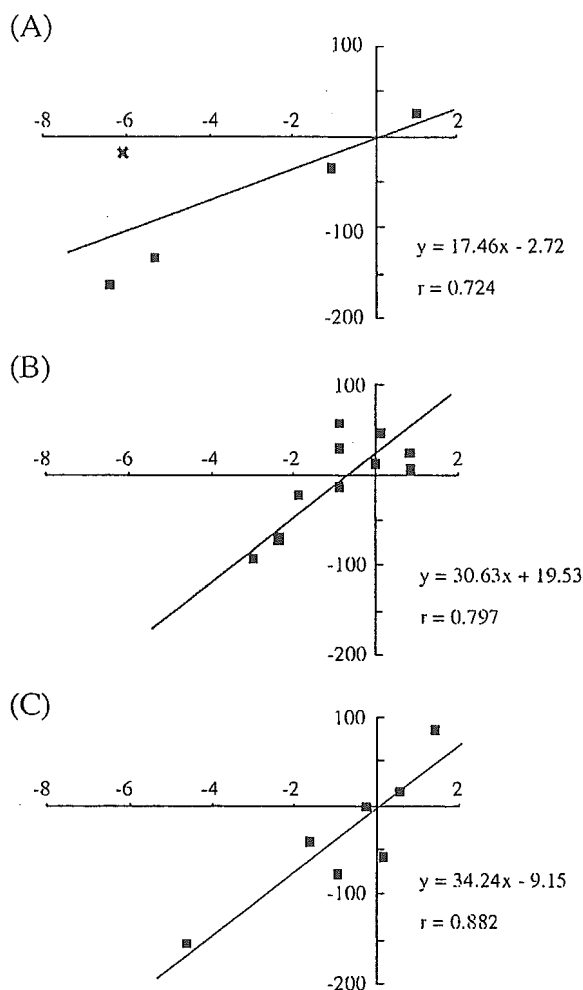 (A)
100
-8 -6 -4 -2 2
-100
y = 17.46x - 2.72
r = 0.724
-200
(B)
100
-8 -6 -4 -2 2
-100
y = 30.63x + 19.53
r = 0.797
-200
(C)
100
-8 -6 -4 -2 2
-100
y = 34.24x - 9.15
r = 0.882
-200